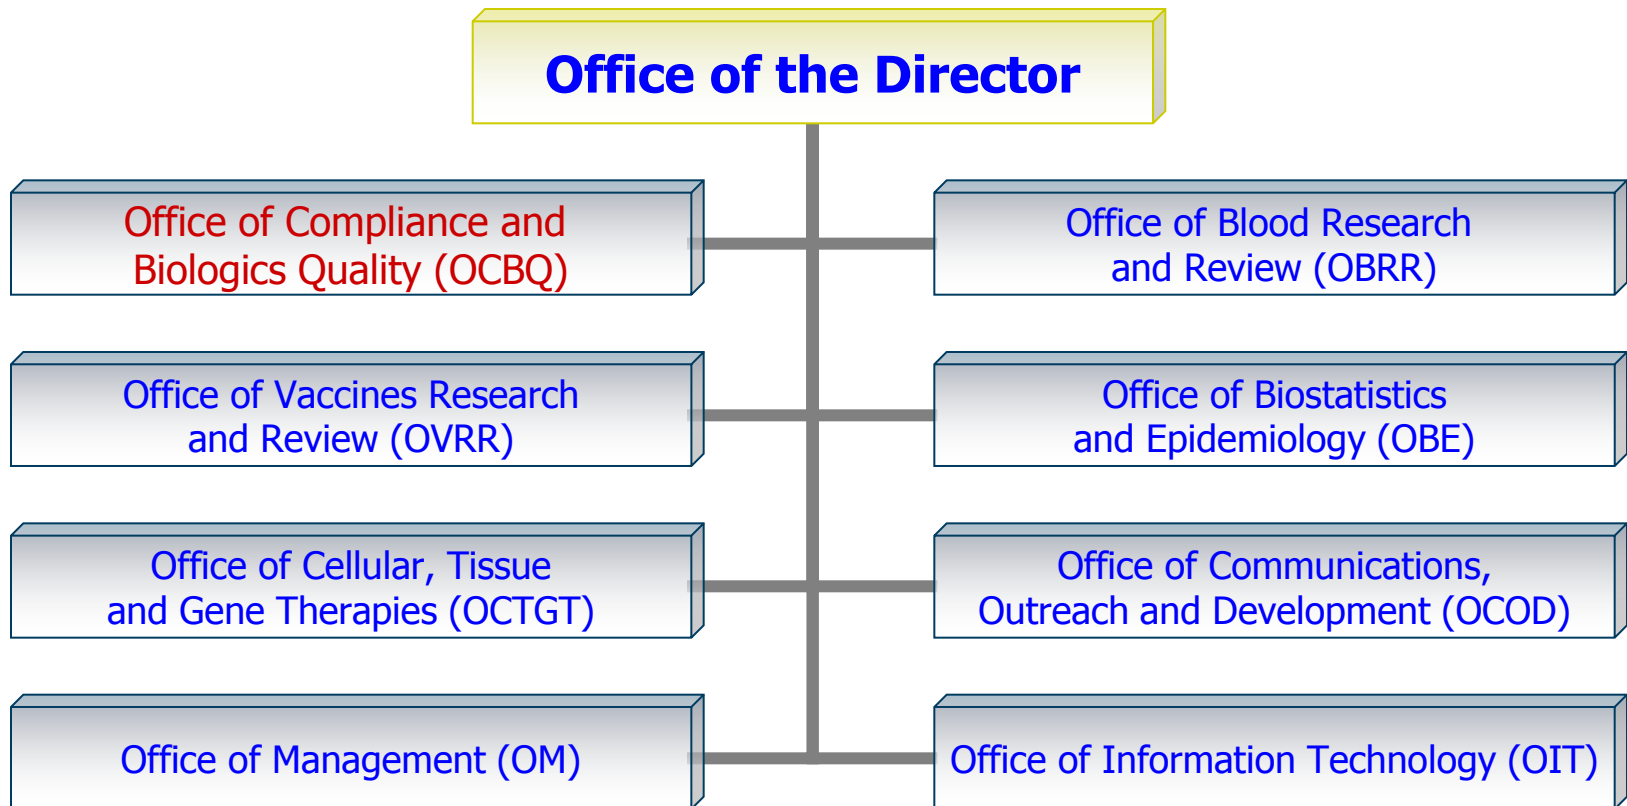 Office of the Director
Office of Compliance and
Biologics Quality (OCBQ)
Office of Blood Research
and Review (OBRR)
Office of Vaccines Research
and Review (OVRR)
Office of Biostatistics
and Epidemiology (OBE)
Office of Cellular, Tissue
and Gene Therapies (OCTGT)
Office of Communications,
Outreach and Development (OCOD)
Office of Management (OM)
Office of Information Technology (OIT)